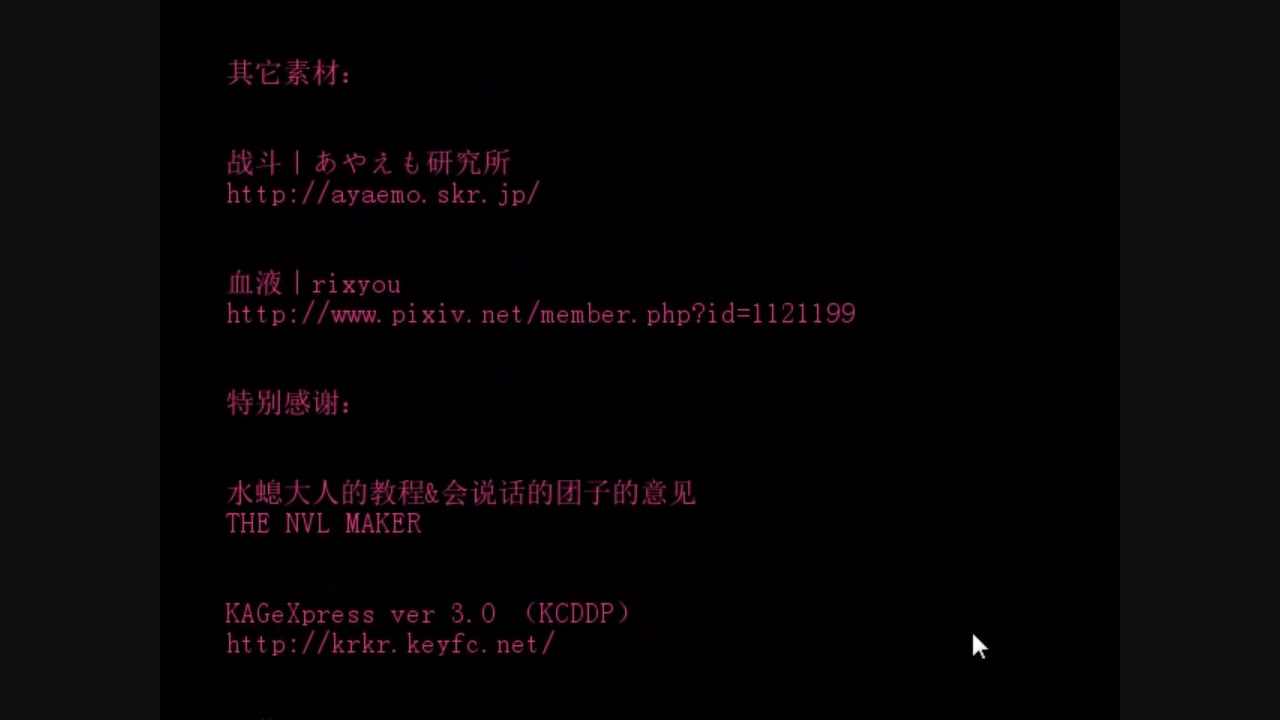 其它素材：
战斗｜あやえも研究所
http://ayaemo.skr.jp/
血液｜rixyou
http://www.pixiv.net/member.php?id=1121199
特别感谢：
水螅大人的教程&会说话的团子的意见
THE NVL MAKER
KAGeXpress ver 3.0 （KCDDP）
http://krkr.keyfc.net/